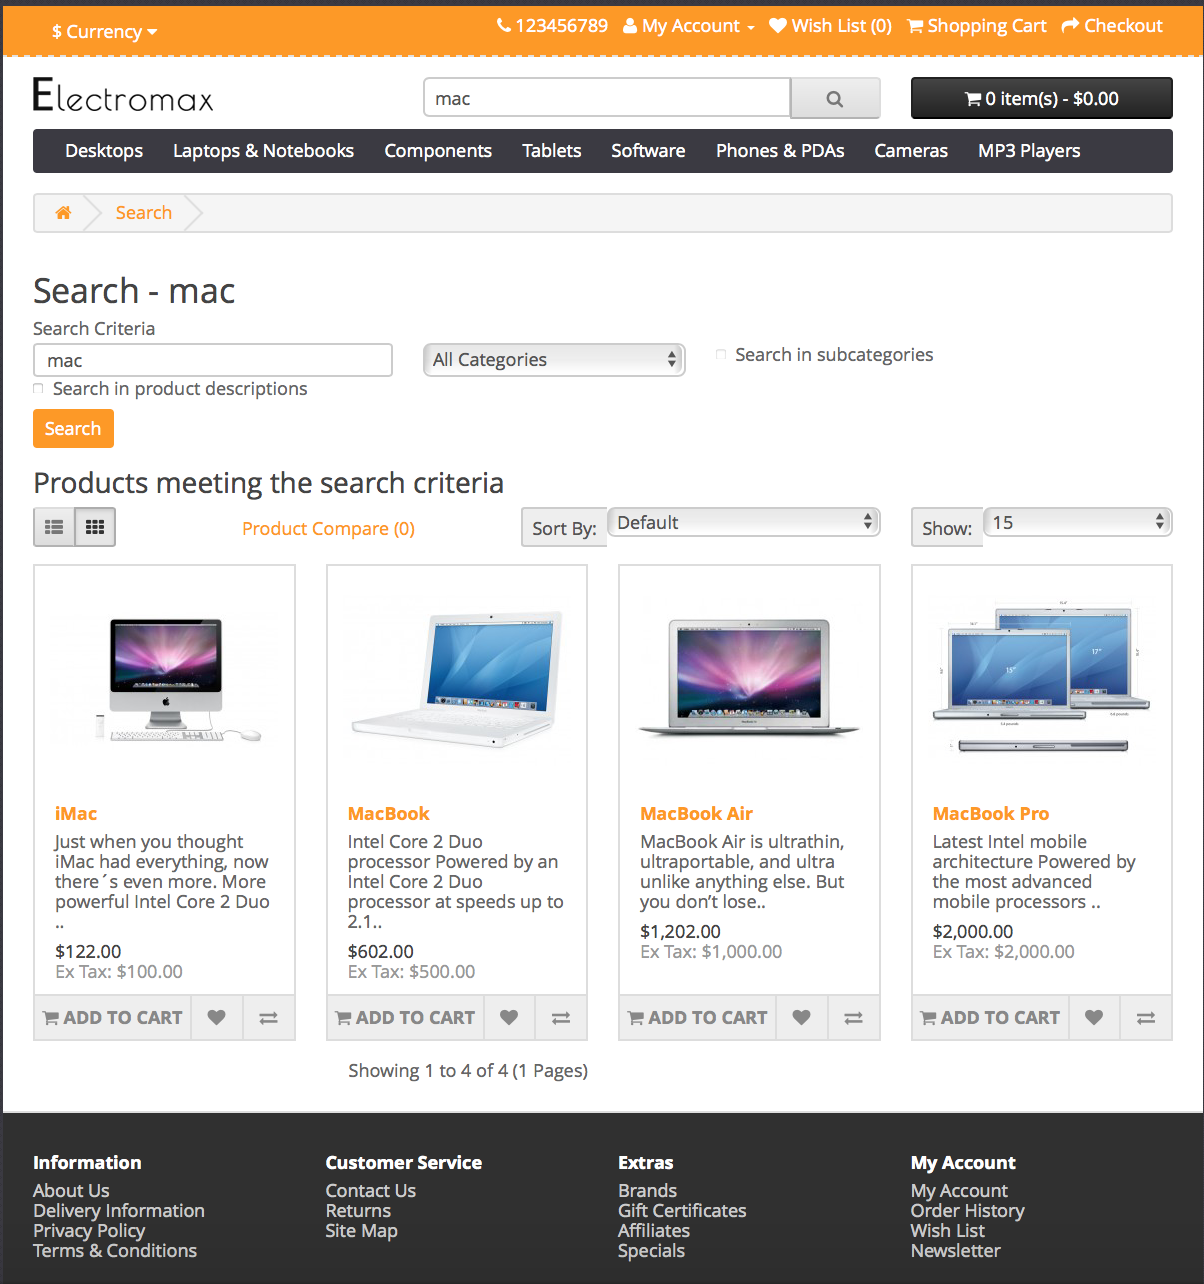 $ Currency
123456789 My Account Wish List (0) Shopping Cart Checkout
Electromax
mac
0 item(s) - $0.00
Desktops Laptops & Notebooks Components Tablets Software Phones & PDAs Cameras MP3 Players
Search
Search - mac
Search Criteria
mac
All Categories
Search in subcategories
Search in product descriptions
Search
Products meeting the search criteria
Product Compare (0)
Sort By: Default
Show: 15
15"
17"
iMac
Just when you thought
iMac had everything, now
there´s even more. More
powerful Intel Core 2 Duo
..
$122.00
Ex Tax: $100.00
ADD TO CART
MacBook
Intel Core 2 Duo
processor Powered by an
Intel Core 2 Duo
processor at speeds up to
2.1..
$602.00
Ex Tax: $500.00
ADD TO CART
MacBook Air
MacBook Air is ultrathin,
ultraportable, and ultra
unlike anything else. But
you don’t lose..
$1,202.00
Ex Tax: $1,000.00
ADD TO CART
MacBook Pro
Latest Intel mobile
architecture Powered by
the most advanced
mobile processors ..
$2,000.00
Ex Tax: $2,000.00
ADD TO CART
Showing 1 to 4 of 4 (1 Pages)
Information
About Us
Delivery Information
Privacy Policy
Terms & Conditions
Customer Service
Contact Us
Returns
Site Map
Extras
Brands
Gift Certificates
Affiliates
Specials
My Account
My Account
Order History
Wish List
Newsletter